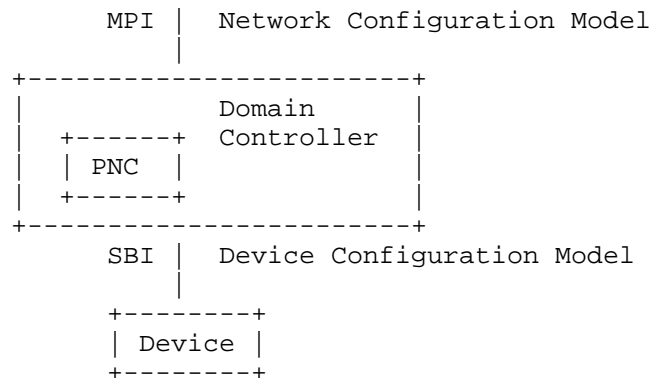 MPI | Network Configuration Model
|
+------------------------+
| Domain |
| +------+ Controller |
| | PNC | |
| +------+ |
+------------------------+
SBI | Device Configuration Model
|
+--------+
| Device |
+--------+